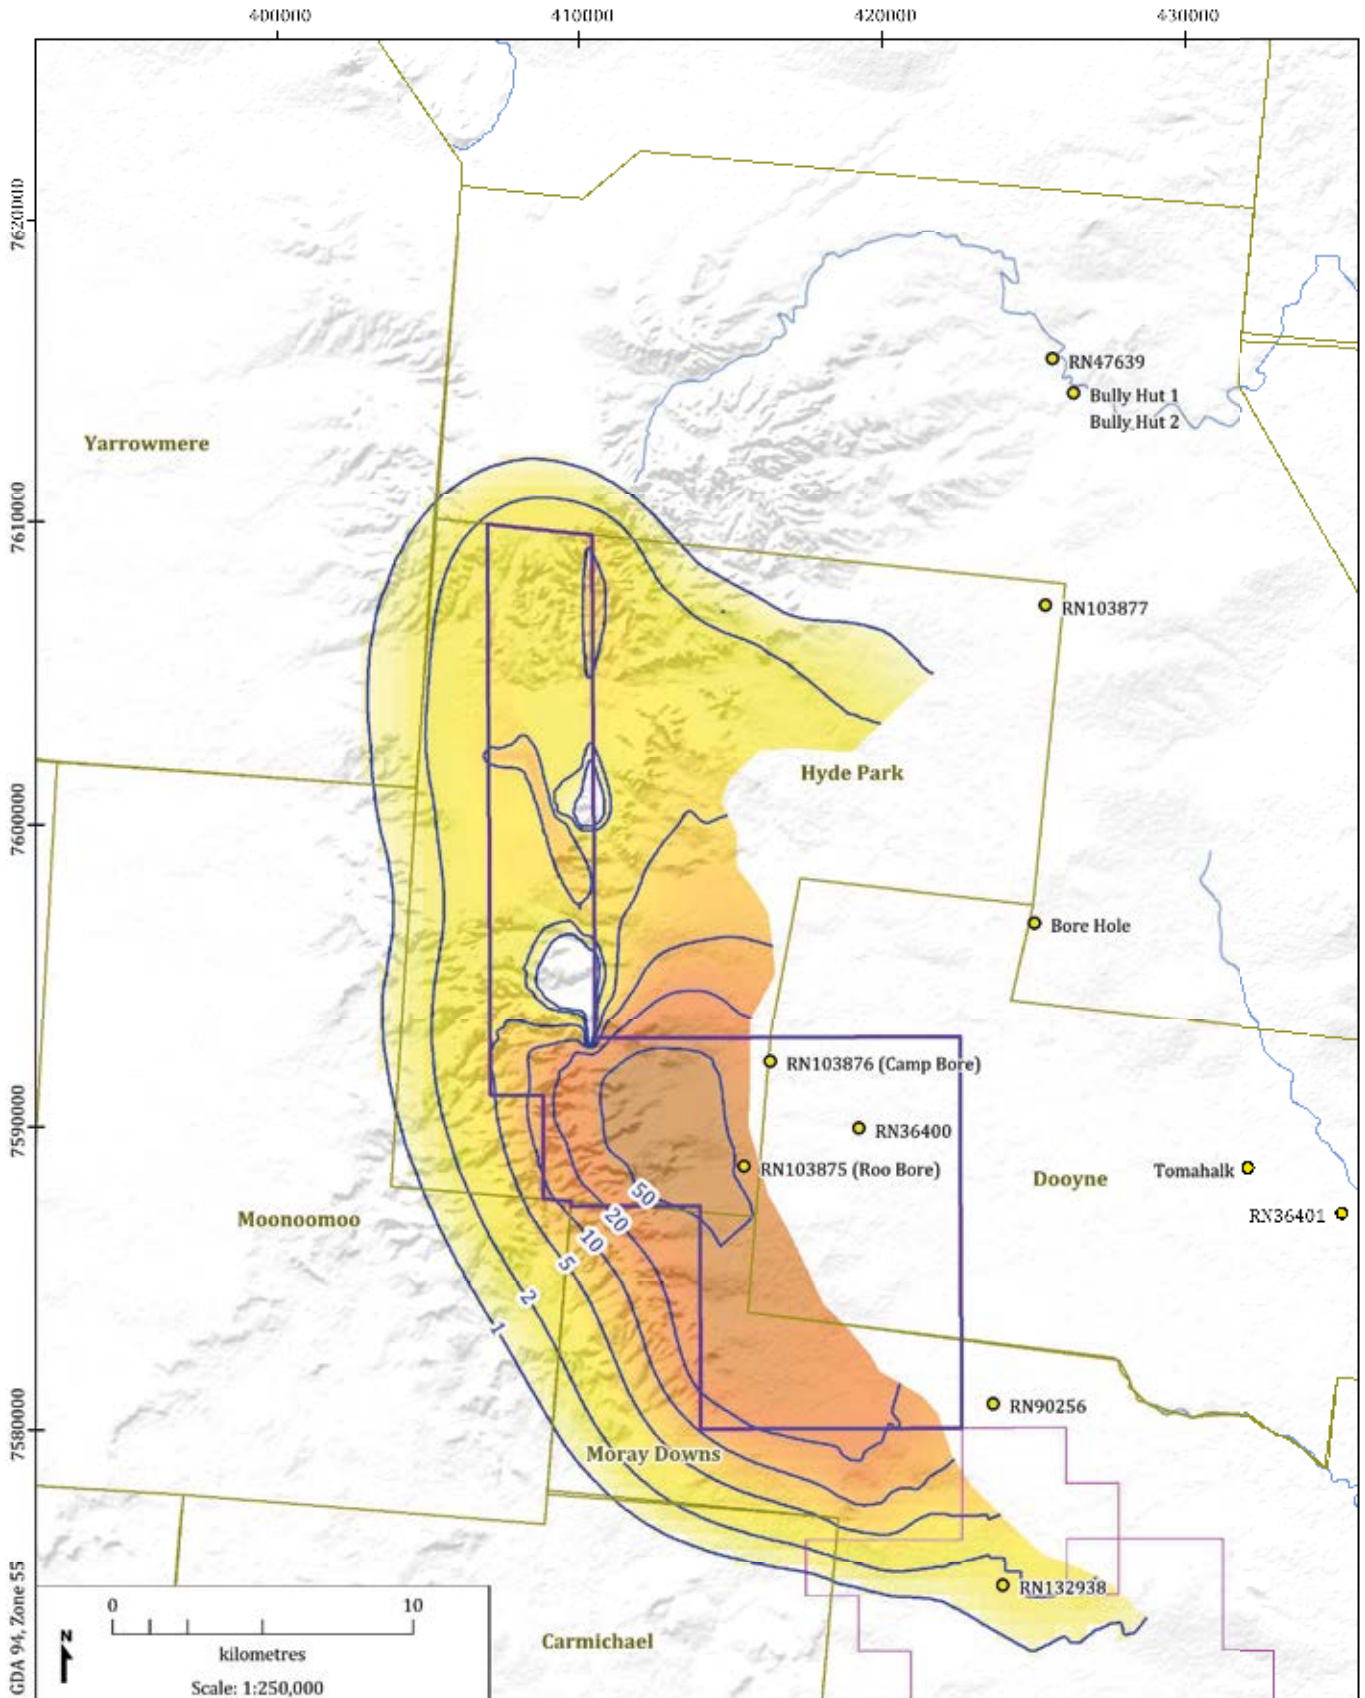 400000
410000
420000
430000
7620000
RN47639
Bully Hut 1
Bully Hut 2
Yarrowmere
7610000
RN103877
Hyde Park
7600000
Bore Hole
RN103876 (Camp Bore)
7590000
RN36400
RN103875 (Roo Bore)
Tomahalk
Dooyne
50
RN36401
Moonoomoo
20
10
5
2
1
RN90256
7580000
Moray Downs
RN132938
GDA 94, Zone 55
0
10
N
kilometres
Carmichael
Scale: 1:250,000